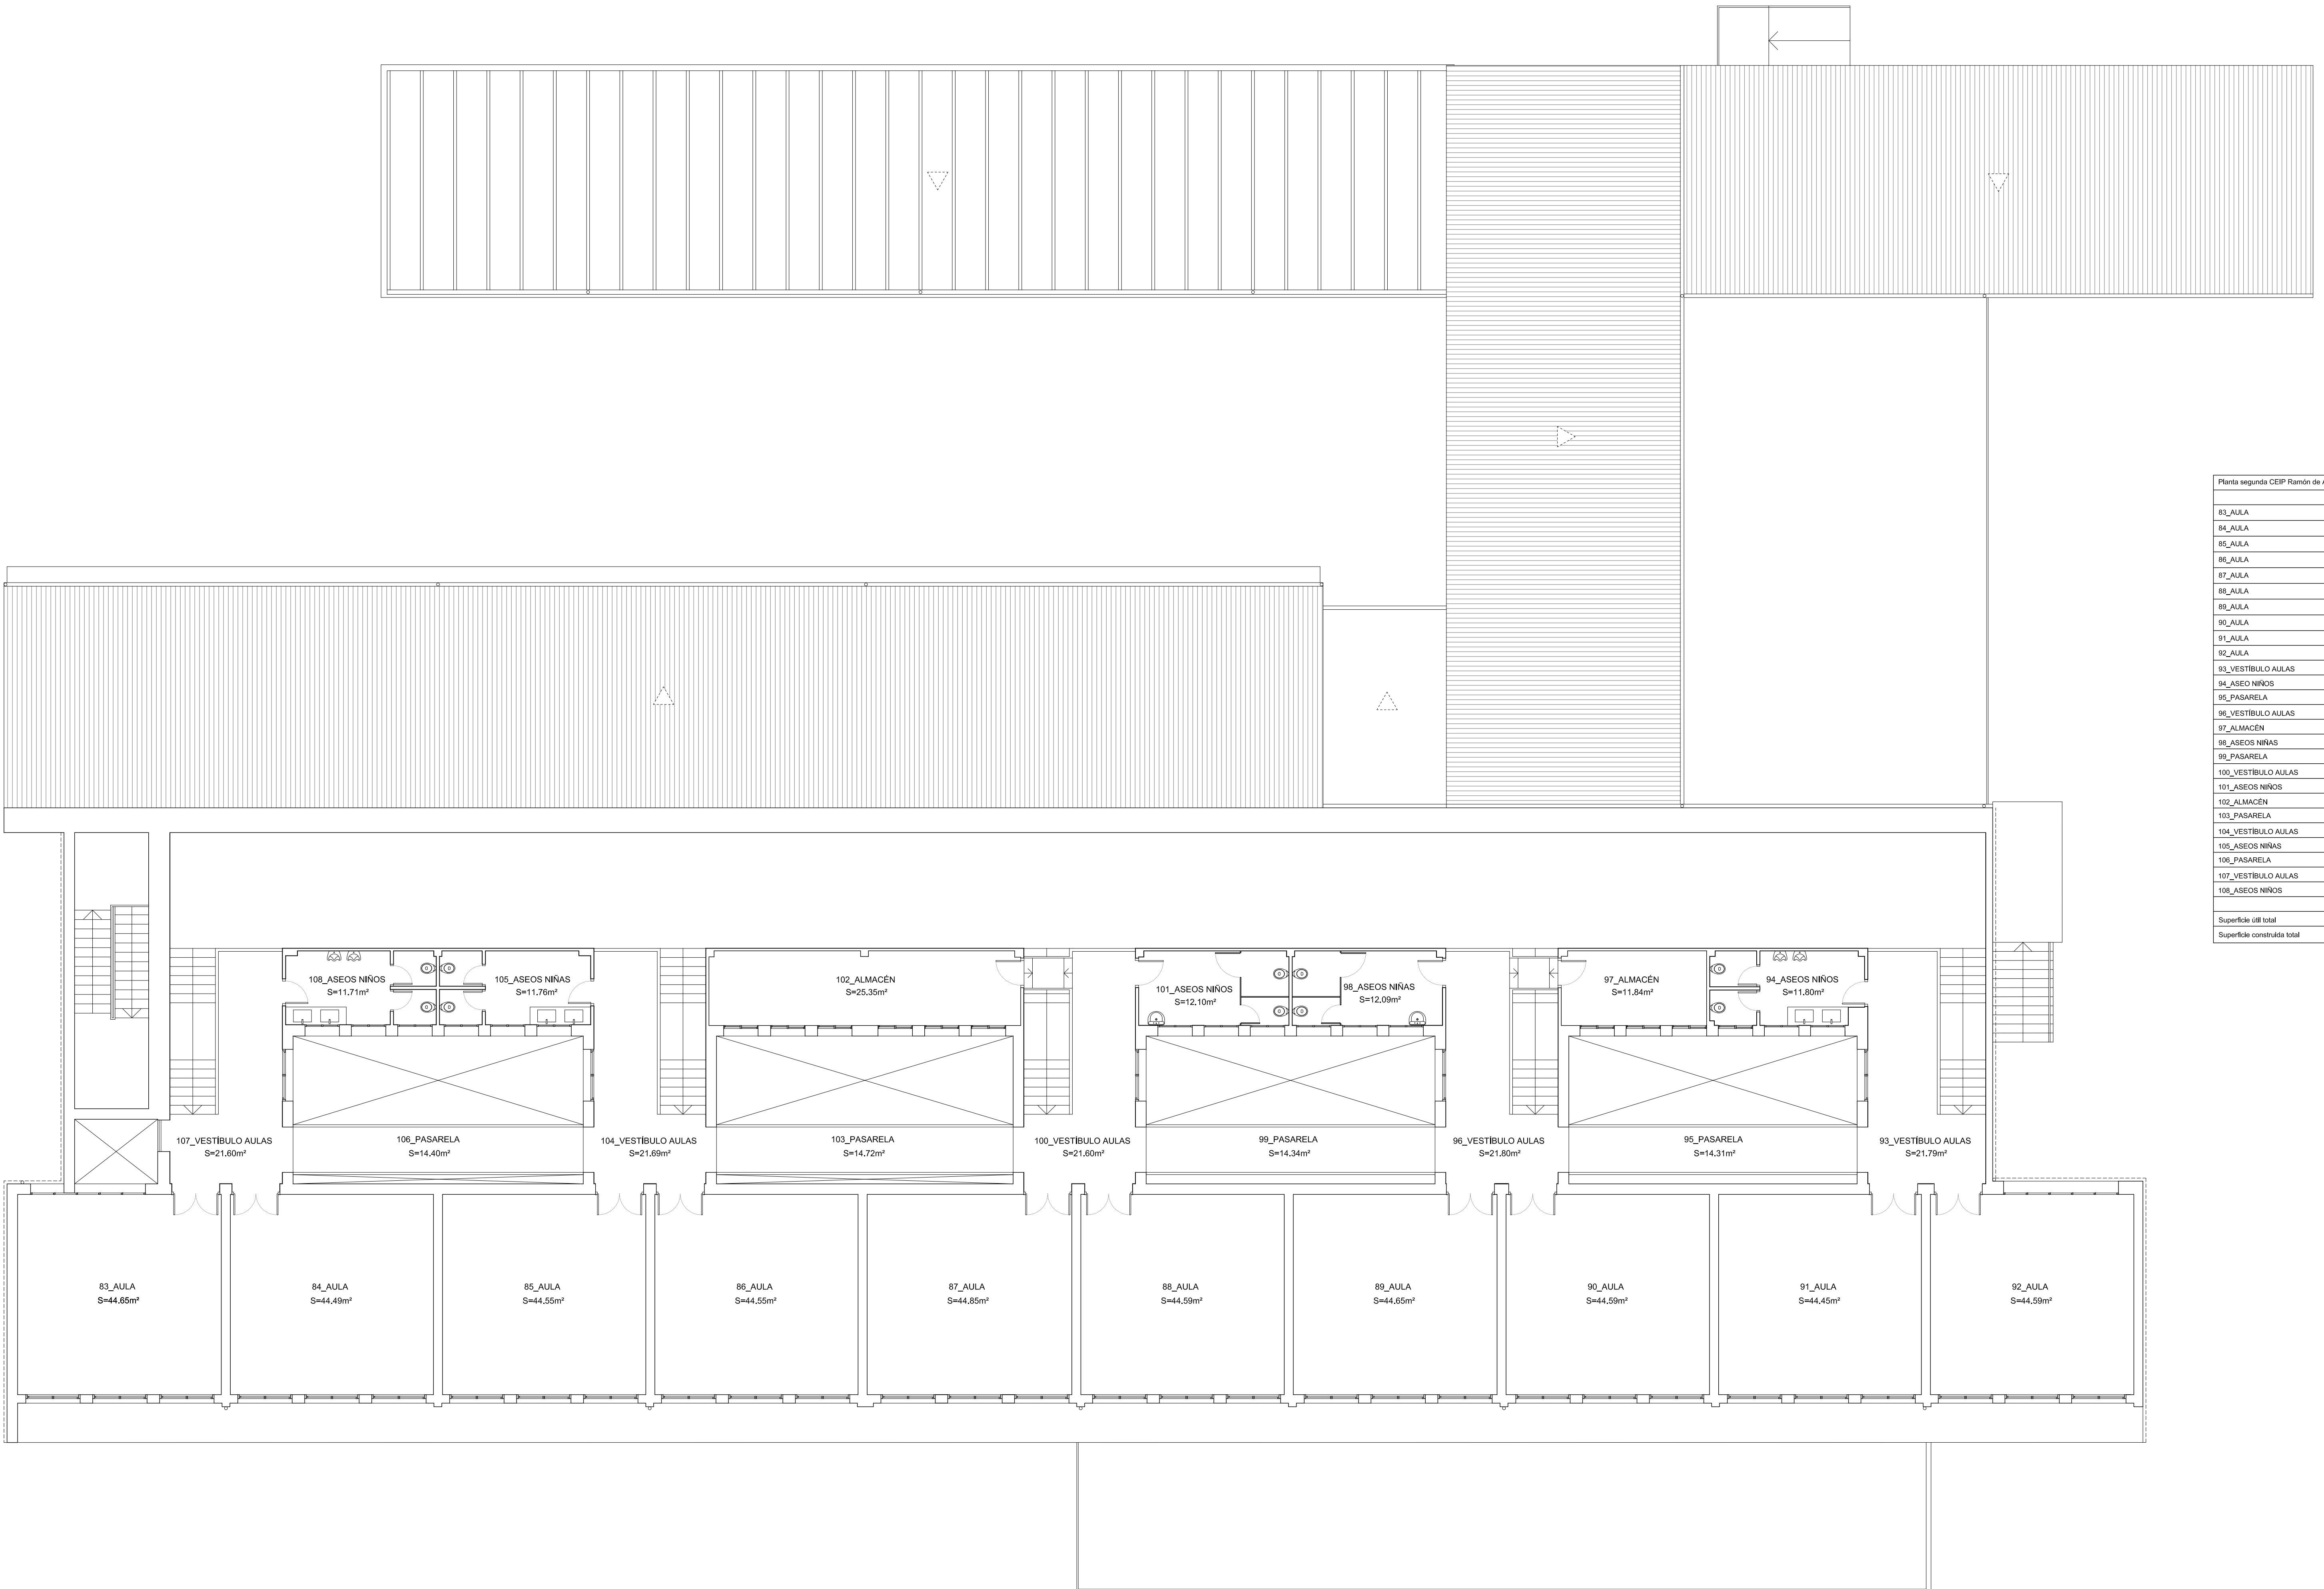 Planta segunda CEIP Ramón de
83_AULA
84_AULA
85_AULA
86_AULA
87_AULA
88_AULA
89_AULA
90_AULA
91_AULA
92_AULA
93_VESTÍBULO AULAS
94_ASEO NIÑOS
95_PASARELA
96_VESTÍBULO AULAS
97_ALMACÉN
98_ASEOS NIÑAS
99_PASARELA
100_VESTÍBULO AULAS
101_ASEOS NIÑOS
102_ALMACÉN
103_PASARELA
104_VESTÍBULO AULAS
105_ASEOS NIÑAS
106_PASARELA
107_VESTÍBULO AULAS
108_ASEOS NIÑOS
Superficie útil total
Superficie construida total
108_ASEOS NIÑOS
S=11.71m²
105_ASEOS NIÑAS
S=11.76m²
102_ALMACÉN
S=25.35m²
101_ASEOS NIÑOS
S=12.10m²
98_ASEOS NIÑAS
S=12.09m²
97_ALMACÉN
S=11.84m²
94_ASEOS NIÑOS
S=11.80m²
107_VESTÍBULO AULAS
S=21.60m²
106_PASARELA
S=14.40m²
104_VESTÍBULO AULAS
S=21.69m²
103_PASARELA
S=14.72m²
100_VESTÍBULO AULAS
S=21.60m²
99_PASARELA
S=14.34m²
96_VESTÍBULO AULAS
S=21.80m²
95_PASARELA
S=14.31m²
93_VESTÍBULO AULAS
S=21.79m²
83_AULA
S=44.65m²
84_AULA
S=44.49m²
85_AULA
S=44.55m²
86_AULA
S=44.55m²
87_AULA
S=44.85m²
88_AULA
S=44.59m²
89_AULA
S=44.65m²
90_AULA
S=44.59m²
91_AULA
S=44.45m²
92_AULA
S=44.59m²